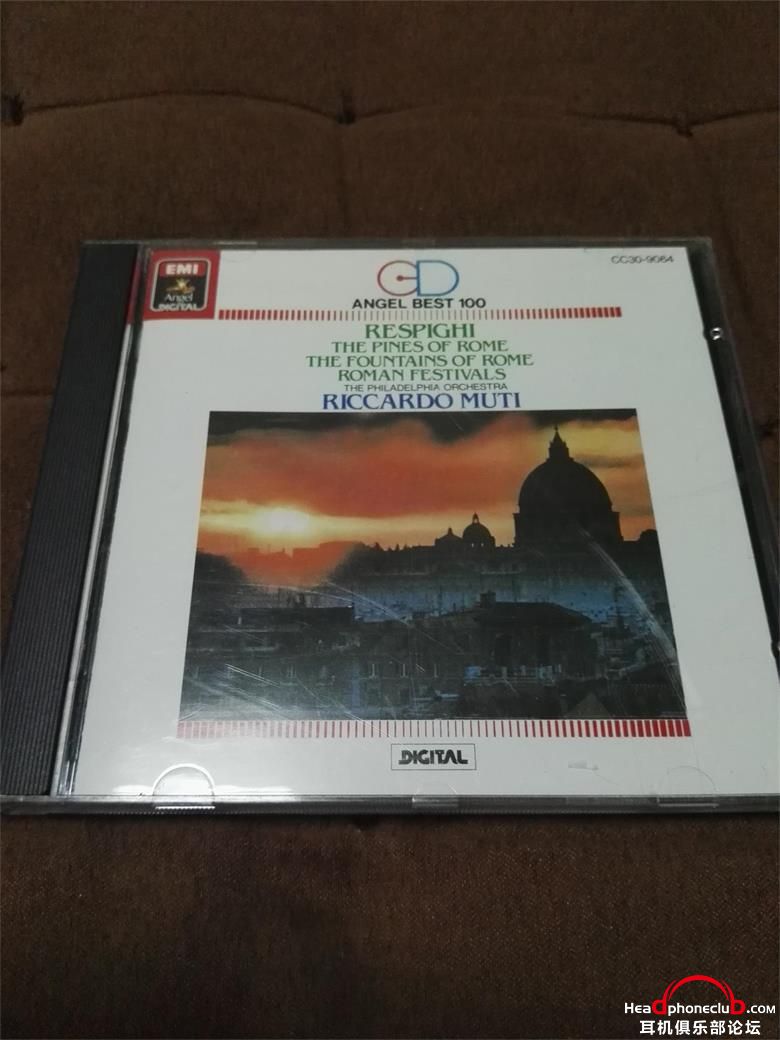 EMI
Angel
DIGITAL
CD
CC30-9064
ANGEL BEST 100
RESPIGHI
THE PINES OF ROME
THE FOUNTAINS OF ROME
ROMAN FESTIVALS
THE PHILADELPHIA ORCHESTRA
RICCARDO MUTI
DIGITAL
HeadphoneclUb.com
耳机俱乐部论坛